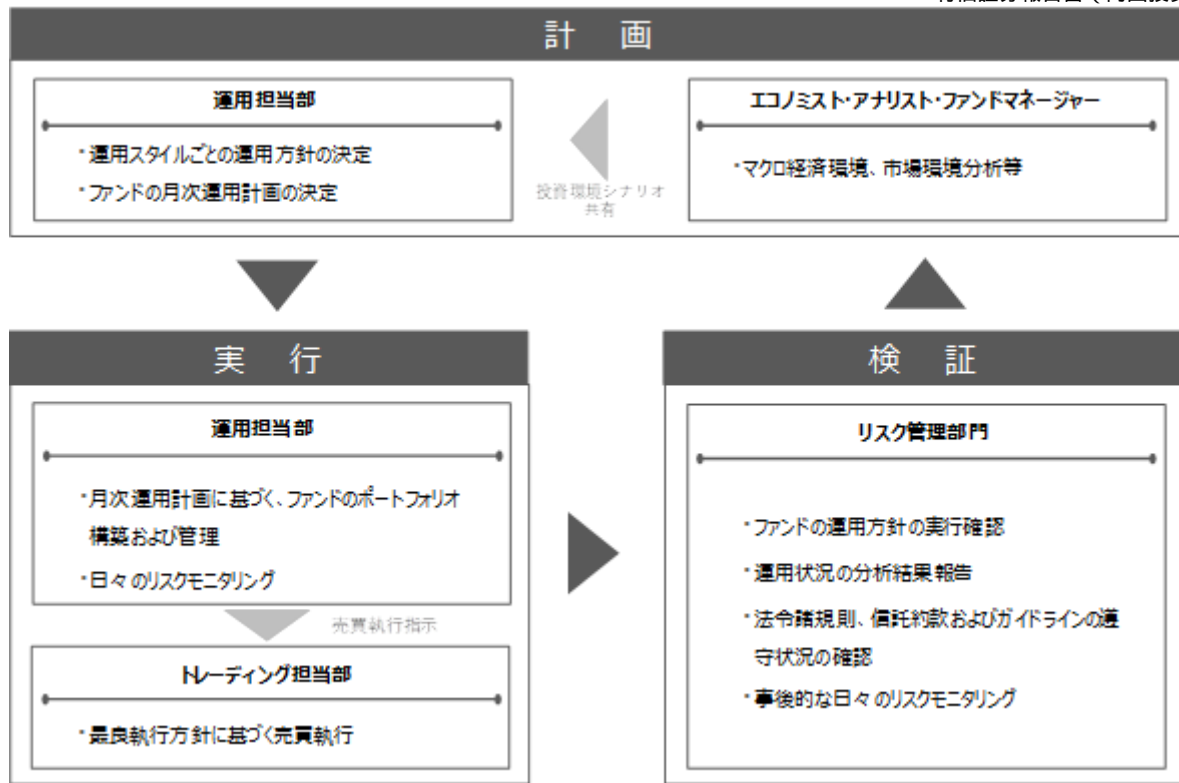 計 画
運用担当部
・運用スタイルごとの運用方針の決定
・ファンドの月次運用計画の決定
投資環境シナリオ
共有
エコノミスト・アナリスト・ファンドマネージャー
・マクロ経済環境、市場環境分析等
実 行
運用担当部
・月次運用計画に基づく、ファンドのポートフォリオ
構築および管理
・日々のリスクモニタリング
売買執行指示
トレーディング担当部
・最良執行方針に基づく売買執行
検 証
リスク管理部門
・ファンドの運用方針の実行確認
・運用状況の分析結果報告
・法令諸規則、信託約款およびガイドラインの遵
守状況の確認
・事後的な日々のリスクモニタリング